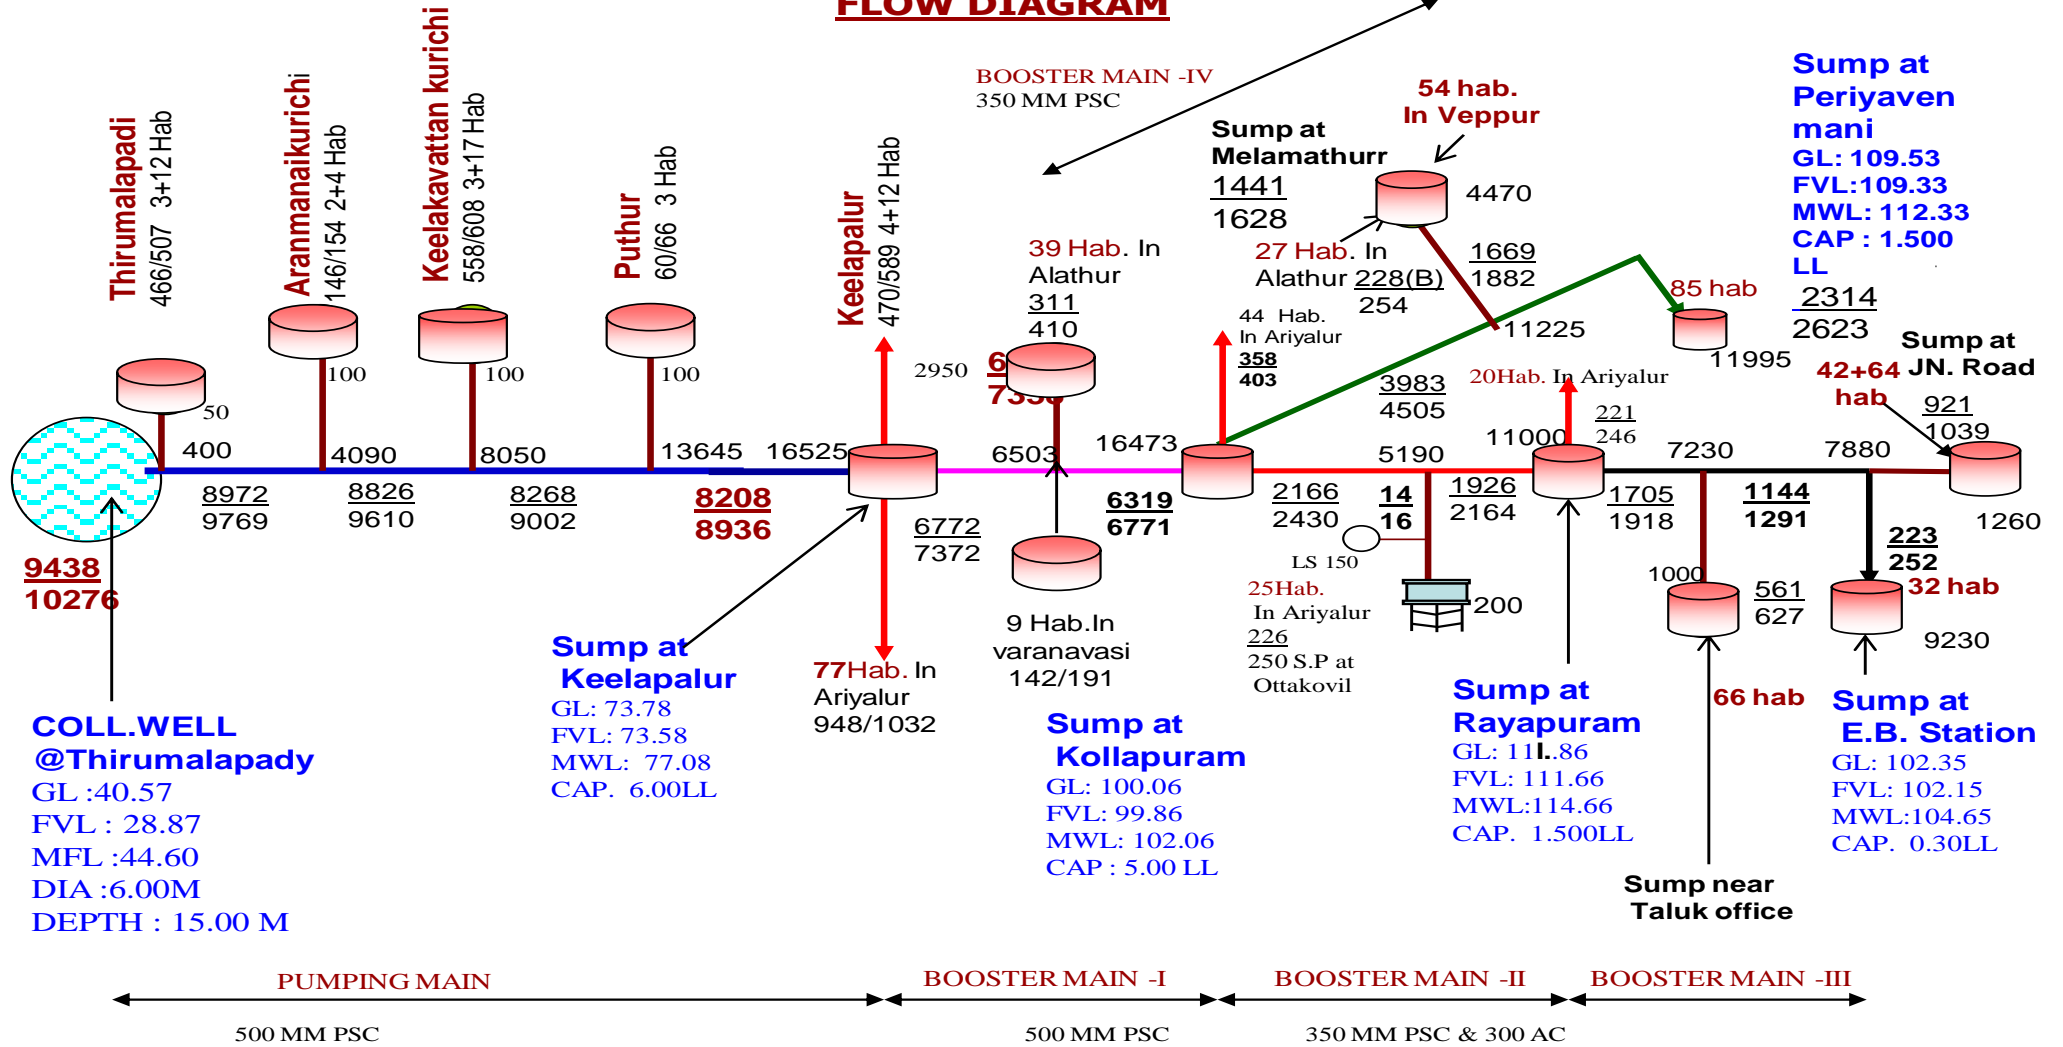 FLOW DIAGRAM
BOOSTER MAIN -IV
350 MM PSC
Thirumalapadi
466/507 3+12 Hab
Aranmanaikurichi
146/154 2+4 Hab
Keelakavattan kurichi
558/608 3+17 Hab
Puthur
60/66 3 Hab
Keelapalur
470/589 4+12 Hab
39 Hab. In
Alathur
311
410
Sump at
Melamathurr
1441
1628
54 hab.
In Veppur
4470
27 Hab. In
Alathur 228(B)
254
1669
1882
Sump at
Periyaven
mani
GL: 109.53
FVL:109.33
MWL: 112.33
CAP : 1.500
LL
2314
2623
85 hab
11995
11225
44 Hab.
In Ariyalur
358
403
3983
4505
20Hab. In Ariyalur
221
246
Sump at
JN. Road
42+64
hab
921
1039
1260
50
100
100
100
2950
400
4090
8050
13645
16525
6503
16473
5190
11000
7230
7880
8972
9769
8826
9610
8268
9002
8208
8936
6772
7372
6319
6771
2166
2430
14
16
1926
2164
1705
1918
1144
1291
223
252
32 hab
9230
9438
10276
LS 150
200
1000
561
627
25Hab.
In Ariyalur
226
250 S.P at
Ottakovil
9 Hab.In
varanavasi
142/191
77Hab. In
Ariyalur
948/1032
66 hab
COLL.WELL
@Thirumalapady
GL :40.57
FVL : 28.87
MFL :44.60
DIA :6.00M
DEPTH : 15.00 M
Sump at
Keelapalur
GL: 73.78
FVL: 73.58
MWL: 77.08
CAP. 6.00LL
Sump at
Kollapuram
GL: 100.06
FVL: 99.86
MWL: 102.06
CAP : 5.00 LL
Sump at
Rayapuram
GL: 11I..86
FVL: 111.66
MWL:114.66
CAP. 1.500LL
Sump at
E.B. Station
GL: 102.35
FVL: 102.15
MWL:104.65
CAP. 0.30LL
Sump near
Taluk office
PUMPING MAIN
BOOSTER MAIN -I
BOOSTER MAIN -II
BOOSTER MAIN -III
500 MM PSC
500 MM PSC
350 MM PSC & 300 AC